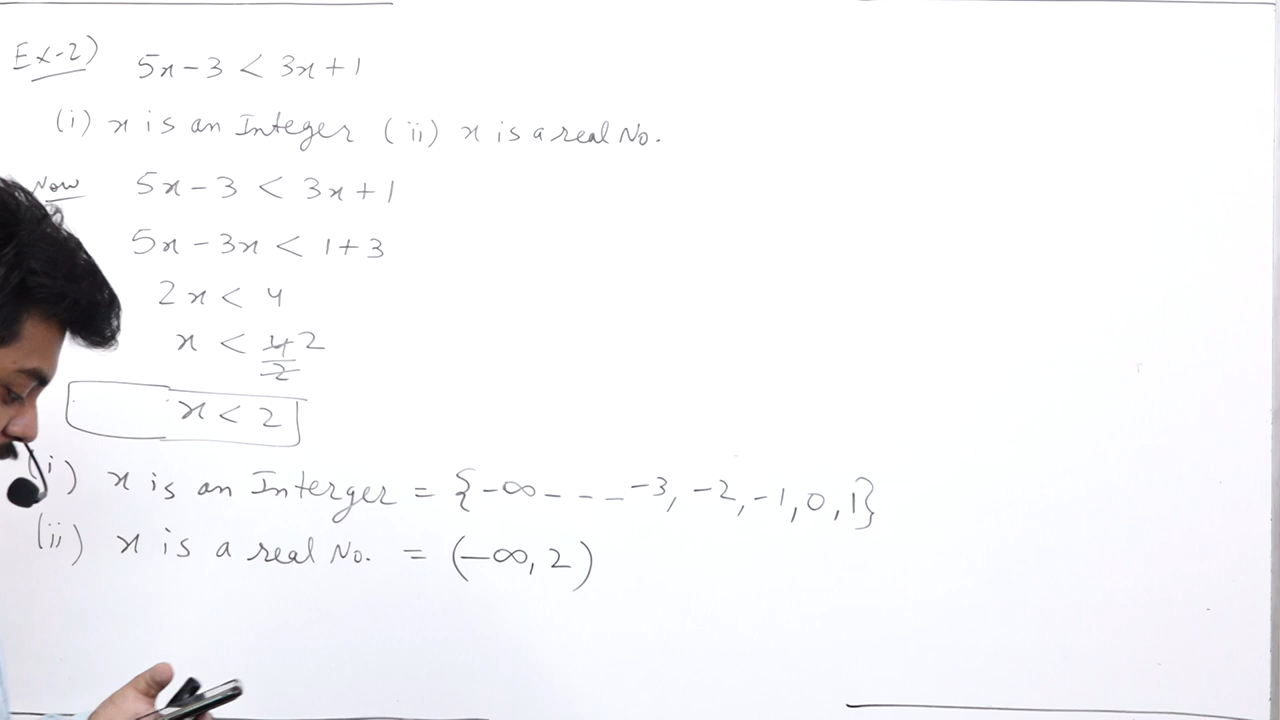 Ex-2) 5x-3 < 3x+1
(i) x is an Integer (ii) x is a real No.
Now 5x-3 < 3x+1
5x-3x < 1+3
2x < 4
x < 4/2 2
x < 2
i) x is an Interger = {-∞- - - -3, -2, -1, 0, 1}
(ii) x is a real No. = (-∞, 2)